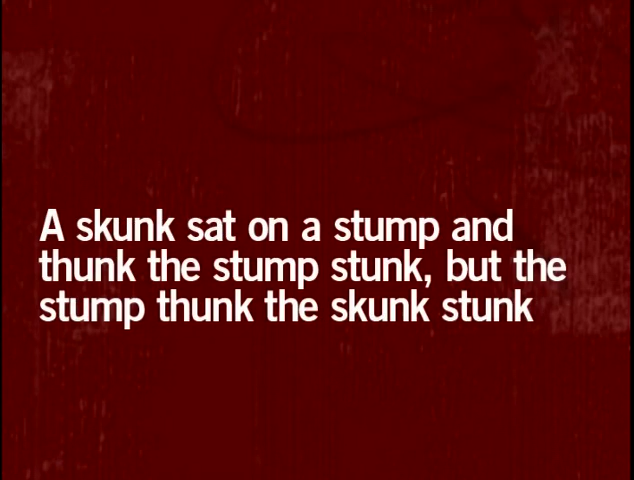 A skunk sat on a stump and
thunk the stump stunk, but the
stump thunk the skunk stunk